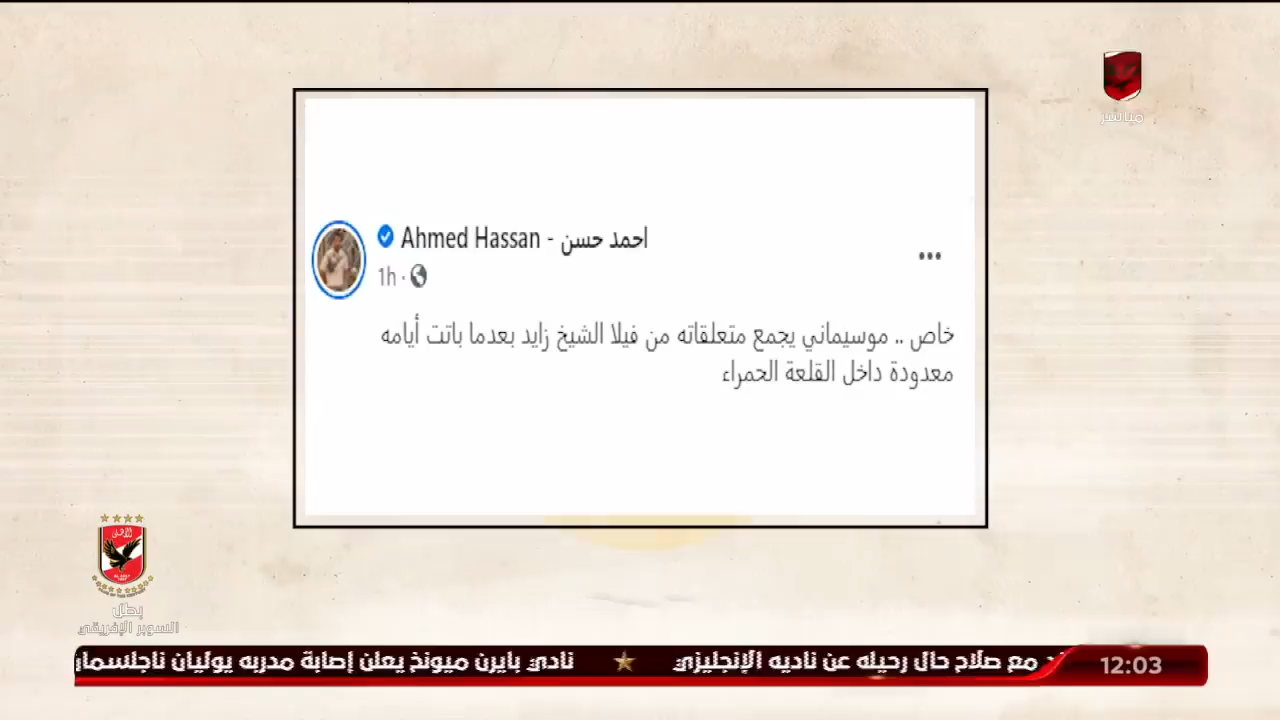 مباشر
Ahmed Hassan - احمد حسن
1h ·
خاص .. موسيماني يجمع متعلقاته من فيلا الشيخ زايد بعدما باتت أيامه
معدودة داخل القلعة الحمراء
الأهلي
بطل
السوبر الإفريقي
مع صلاح حال رحيله عن ناديه الإنجليزي ★ نادي بايرن ميونخ يعلن إصابة مدربه يوليان ناجلسمار
12:03